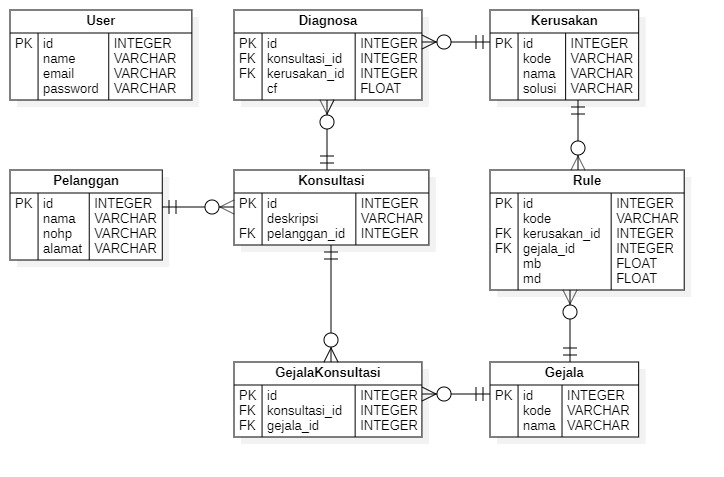 User
PK id INTEGER
name VARCHAR
email VARCHAR
password VARCHAR
Diagnosa
PK id INTEGER
FK konsultasi_id INTEGER
FK kerusakan_id INTEGER
cf FLOAT
Kerusakan
PK id INTEGER
kode VARCHAR
nama VARCHAR
solusi VARCHAR
Pelanggan
PK id INTEGER
nama VARCHAR
nohp VARCHAR
alamat VARCHAR
Konsultasi
PK id INTEGER
deskripsi VARCHAR
FK pelanggan_id INTEGER
Rule
PK id INTEGER
kode VARCHAR
FK kerusakan_id INTEGER
FK gejala_id INTEGER
mb FLOAT
md FLOAT
GejalaKonsultasi
PK id INTEGER
FK konsultasi_id INTEGER
FK gejala_id INTEGER
Gejala
PK id INTEGER
kode VARCHAR
nama VARCHAR